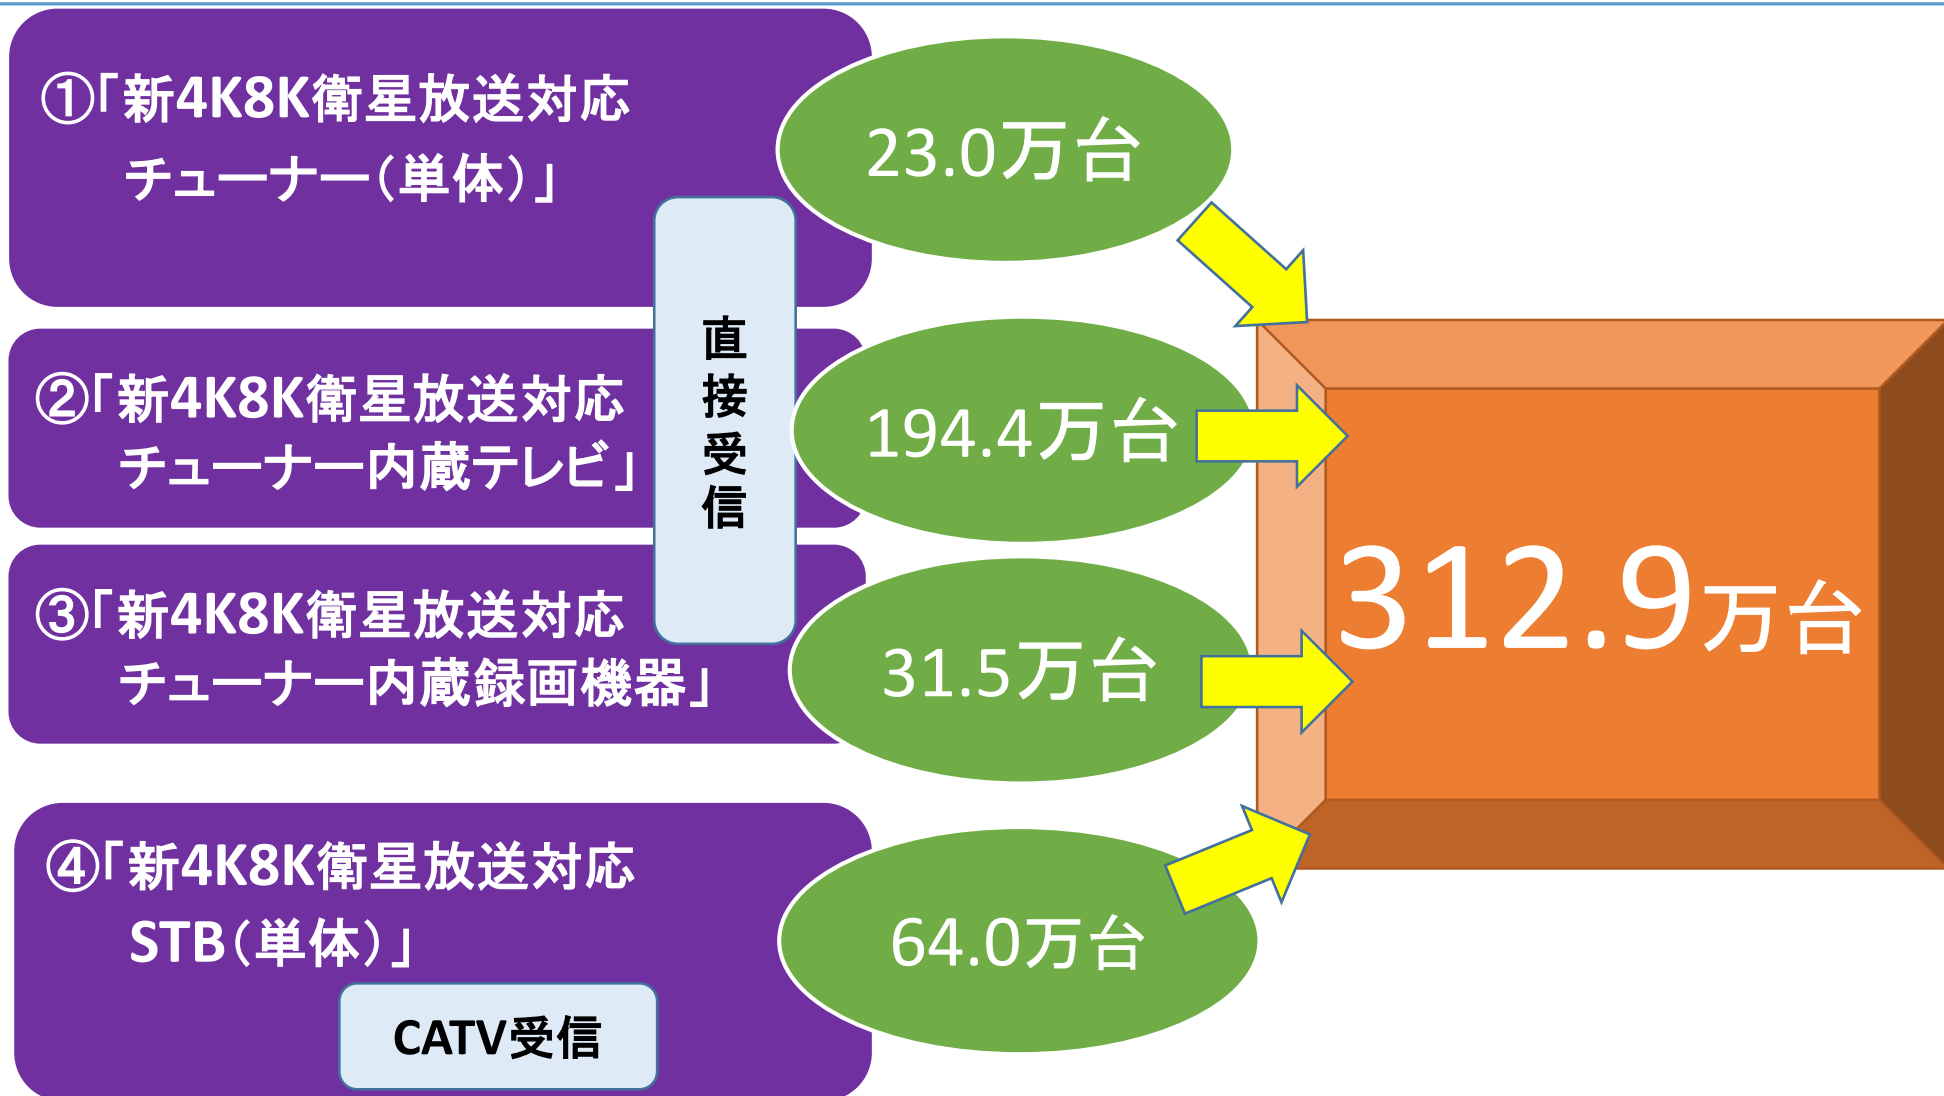 ①「新4K8K衛星放送対応
チューナー(単体)」
23.0万台
直接受信
②「新4K8K衛星放送対応
チューナー内蔵テレビ」
194.4万台
③「新4K8K衛星放送対応
チューナー内蔵録画機器」
31.5万台
312.9万台
④「新4K8K衛星放送対応
STB(単体)」
64.0万台
CATV受信